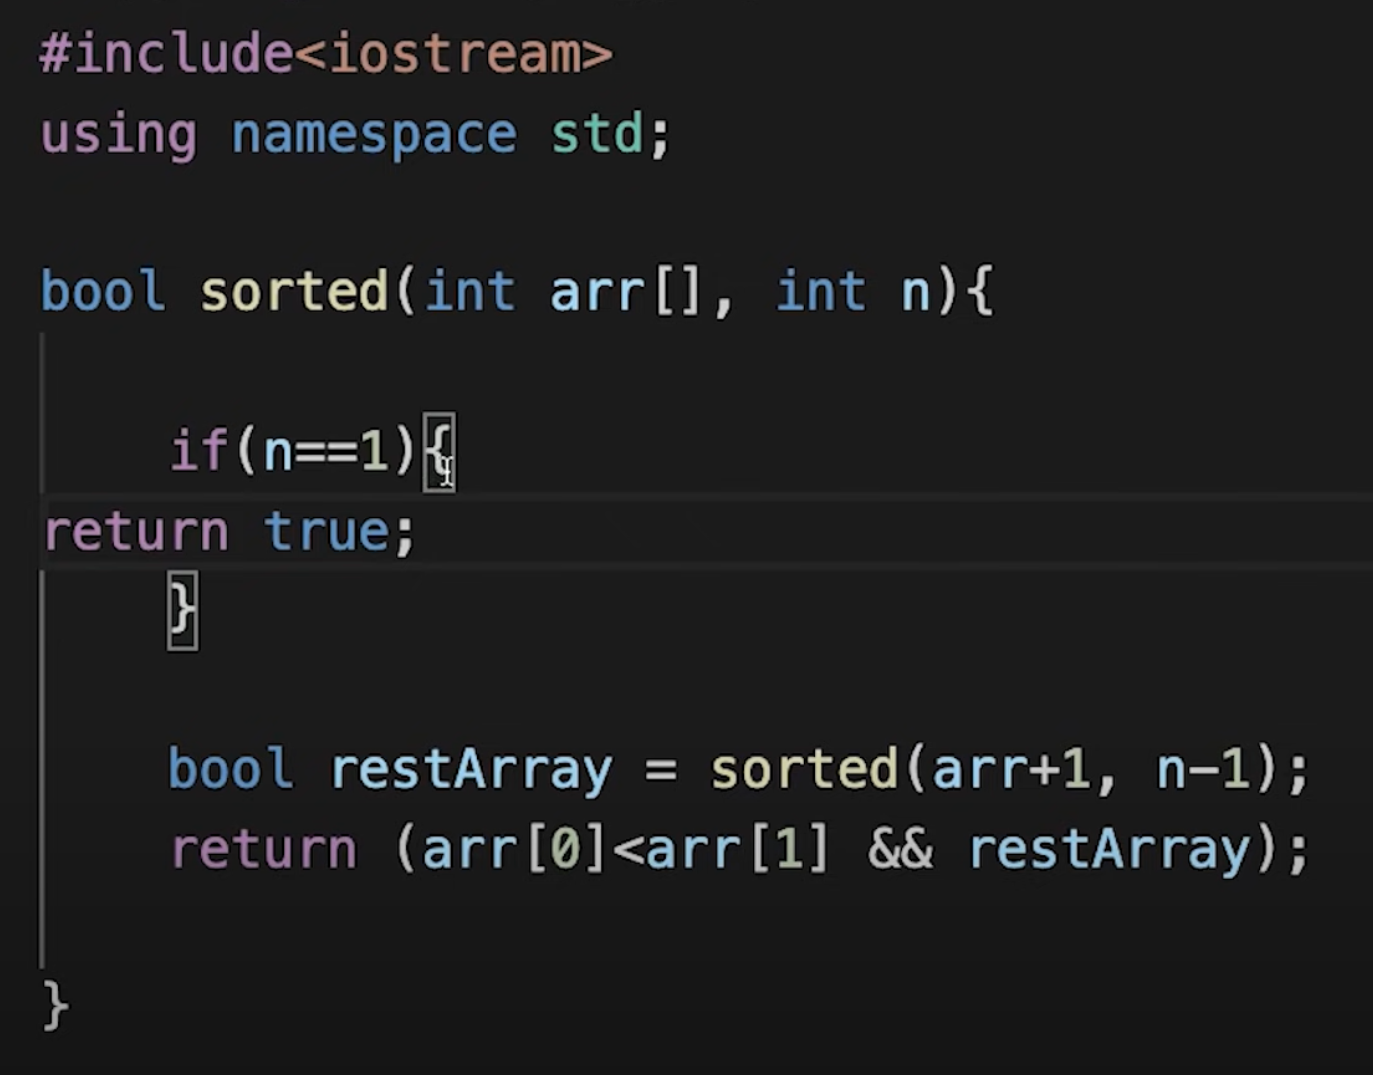 #include<iostream>
using namespace std;
bool sorted(int arr[], int n){
if(n==1){
return true;
}
bool restArray = sorted(arr+1, n-1);
return (arr[0]<arr[1] && restArray);
}